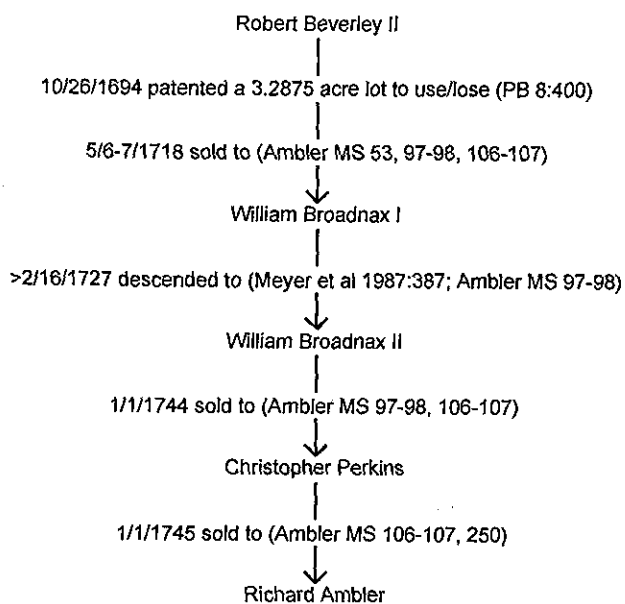 Robert Beverley II
10/26/1694 patented a 3.2875 acre lot to use/lose (PB 8:400)
5/6-7/1718 sold to (Ambler MS 53, 97-98, 106-107)
William Broadnax I
>2/16/1727 descended to (Meyer et al 1987:387; Ambler MS 97-98)
William Broadnax II
1/1/1744 sold to (Ambler MS 97-98, 106-107)
Christopher Perkins
1/1/1745 sold to (Ambler MS 106-107, 250)
Richard Ambler